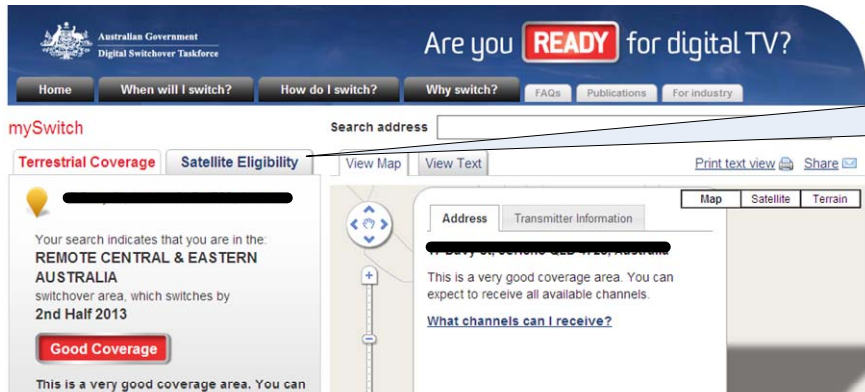 Australian Government
Digital Switchover Taskforce
Are you READY for digital TV?
Home When will I switch? How do I switch? Why switch? FAQs Publications For industry
mySwitch
Search address
Terrestrial Coverage Satellite Eligibility
View Map View Text
Print text view Share
Map Satellite Terrain
Your search indicates that you are in the:
REMOTE CENTRAL & EASTERN
AUSTRALIA
switchover area, which switches by
2nd Half 2013
Good Coverage
This is a very good coverage area. You can
Address Transmitter Information
This is a very good coverage area. You can
expect to receive all available channels.
What channels can I receive?